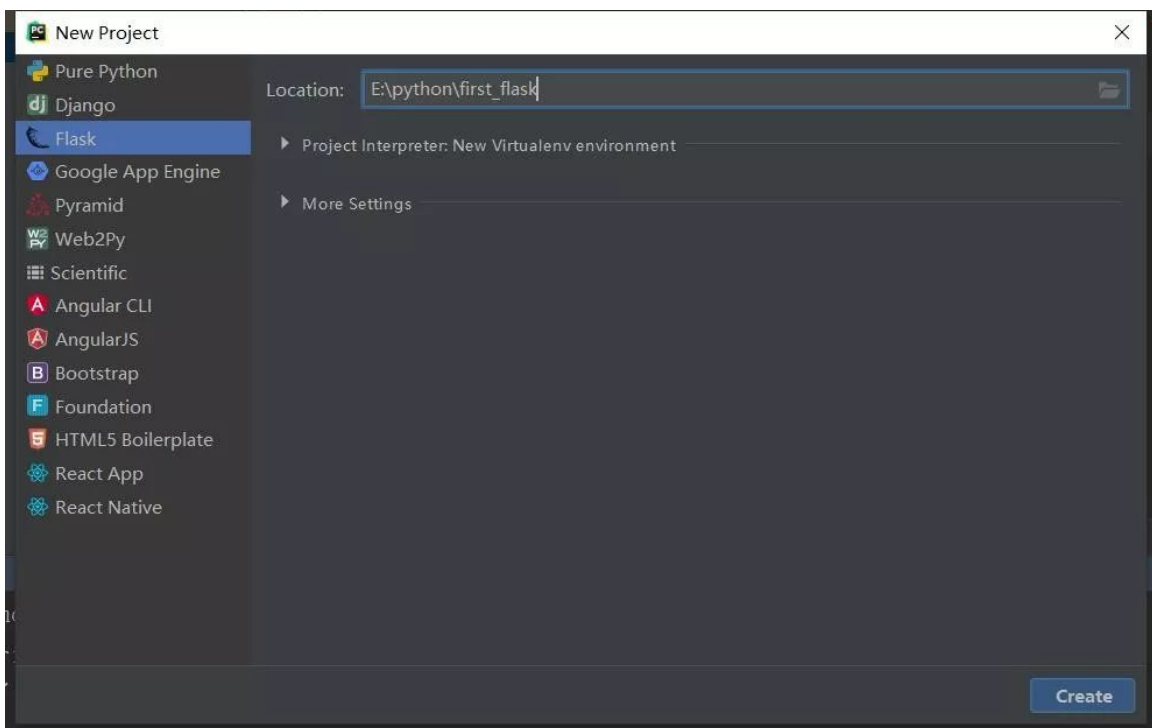 New Project
Pure Python
Django
Flask
Google App Engine
Pyramid
Web2Py
Scientific
Angular CLI
AngularJS
Bootstrap
Foundation
HTML5 Boilerplate
React App
React Native
Location: E:\python\first_flask
Project Interpreter: New Virtualenv environment
More Settings
Create